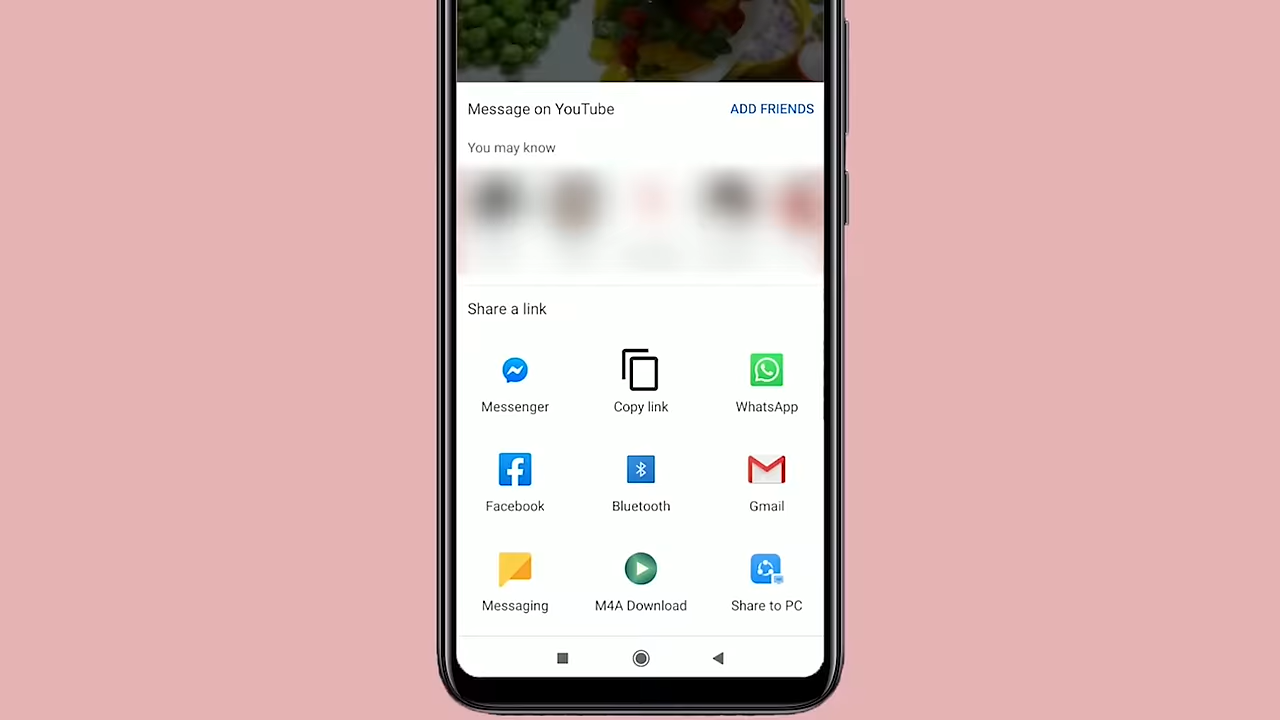 Message on YouTube ADD FRIENDS
You may know
Share a link
Messenger Copy link WhatsApp
Facebook Bluetooth Gmail
Messaging M4A Download Share to PC